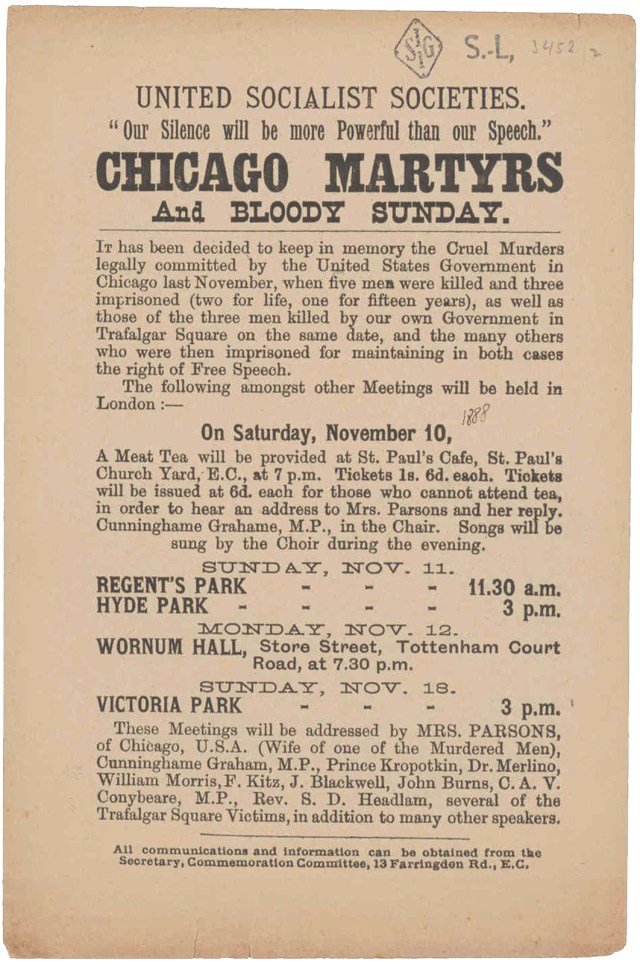 S.-L,
3452
UNITED SOCIALIST SOCIETIES.
"Our Silence will be more Powerful than our Speech."
CHICAGO MARTYRS
And BLOODY SUNDAY.
IT has been decided to keep in memory the Cruel Murders
legally committed by the United States Government in
Chicago last November, when five men were killed and three
imprisoned (two for life, one for fifteen years), as well as
those of the three men killed by our own Government in
Trafalgar Square on the same date, and the many others
who were then imprisoned for maintaining in both cases
the right of Free Speech.
The following amongst other Meetings will be held in
London :—
1888
On Saturday, November 10,
A Meat Tea will be provided at St. Paul's Cafe, St. Paul's
Church Yard, E.C., at 7 p.m. Tickets 1s. 6d. each. Tickets
will be issued at 6d. each for those who cannot attend tea,
in order to hear an address to Mrs. Parsons and her reply.
Cunninghame Grahame, M.P., in the Chair. Songs will be
sung by the Choir during the evening.
SUNDAY, NOV. 11.
REGENT'S PARK - - - 11.30 a.m.
HYDE PARK - - - - 3 p.m.
MONDAY, NOV. 12.
WORNUM HALL, Store Street, Tottenham Court
Road, at 7.30 p.m.
SUNDAY, NOV. 18.
VICTORIA PARK - - - 3 p.m.
These Meetings will be addressed by MRS. PARSONS,
of Chicago, U.S.A. (Wife of one of the Murdered Men),
Cunninghame Graham, M.P., Prince Kropotkin, Dr. Merlino,
William Morris, F. Kitz, J. Blackwell, John Burns, C. A. V.
Conybeare, M.P., Rev. S. D. Headlam, several of the
Trafalgar Square Victims, in addition to many other speakers.
All communications and information can be obtained from the
Secretary, Commemoration Committee, 13 Farringdon Rd., E.C.